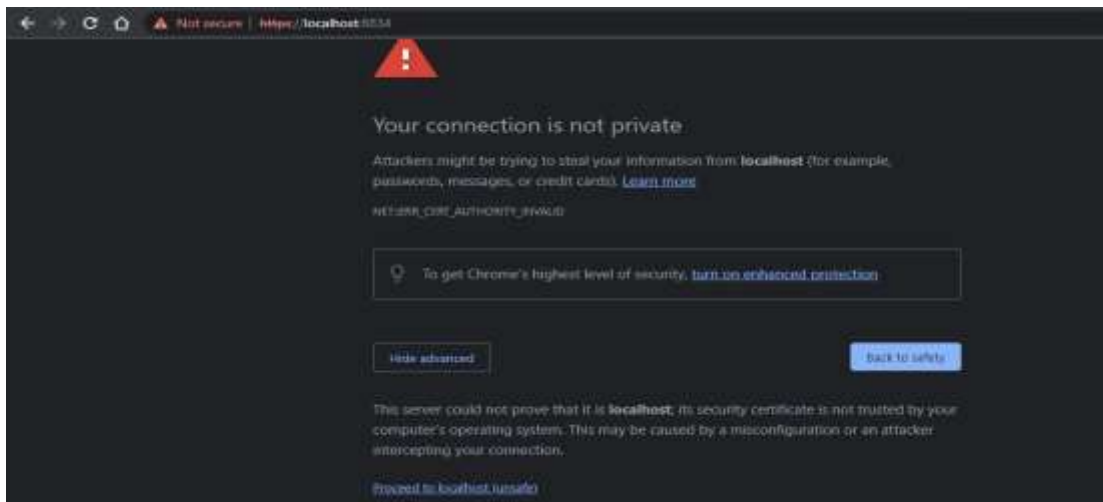 Not secure | https://localhost:8834
Your connection is not private
Attackers might be trying to steal your information from localhost (for example,
passwords, messages, or credit cards). Learn more
NET::ERR_CERT_AUTHORITY_INVALID
To get Chrome's highest level of security, turn on enhanced protection
Hide advanced
Back to safety
This server could not prove that it is localhost; its security certificate is not trusted by your
computer's operating system. This may be caused by a misconfiguration or an attacker
intercepting your connection.
Proceed to localhost (unsafe)